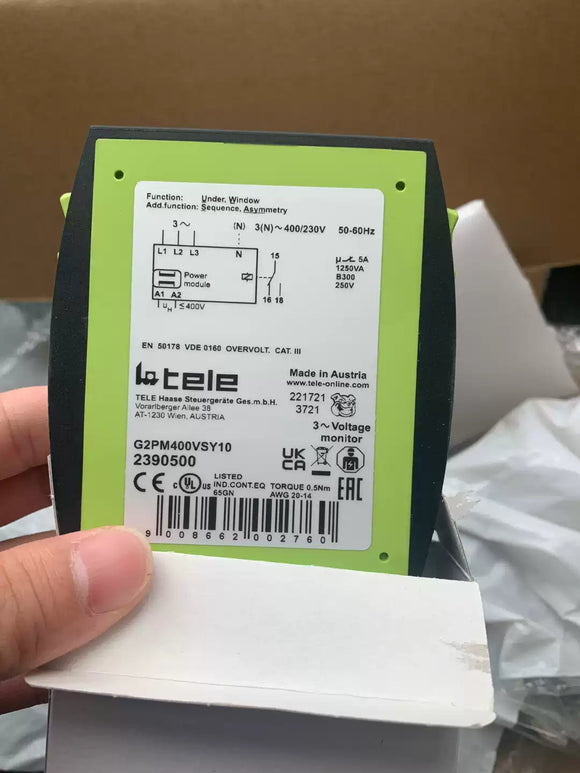 Function: Under, Window
Add.function: Sequence, Asymmetry
3~ (N) 3(N)~400/230V 50-60Hz
L1 L2 L3 N 15
Power
module
A1 A2
16 18
UH ≤400V
μ 5A
1250VA
B300
250V
EN 50178 VDE 0160 OVERVOLT. CAT. III
tele
TELE Haase Steuergeräte Ges.m.b.H.
Vorarlberger Allee 38
AT-1230 Wien, AUSTRIA
Made in Austria
www.tele-online.com
221721
3721
3~Voltage
monitor
G2PM400VSY10
2390500
UK
CA
CE c UL us LISTED
IND.CONT.EQ
65GN
TORQUE 0.5Nm
AWG 20-14
EAC
9 008662 002760